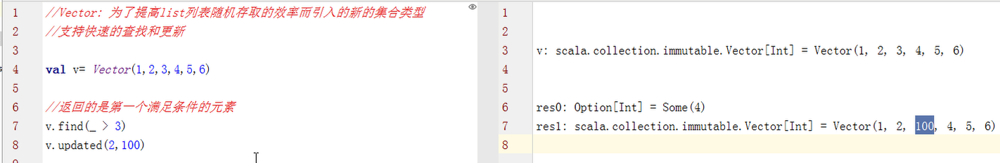 1 //Vector: 为了提高list列表随机存取的效率而引入的新的集合类型
2 //支持快速的查找和更新
3
4 val v= Vector(1,2,3,4,5,6)
5
6 //返回的是第一个满足条件的元素
7 v.find(_ > 3)
8 v.updated(2,100)
1
2
3 v: scala.collection.immutable.Vector[Int] = Vector(1, 2, 3, 4, 5, 6)
4
5
6 res0: Option[Int] = Some(4)
7 res1: scala.collection.immutable.Vector[Int] = Vector(1, 2, 100, 4, 5, 6)
8